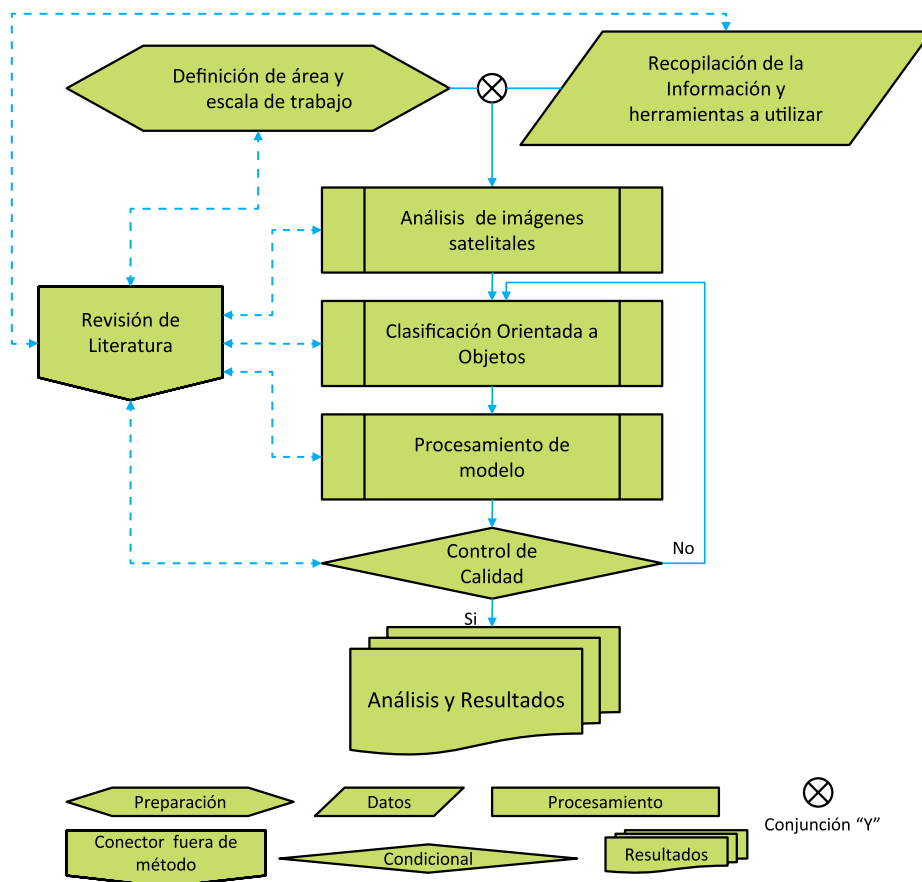 Definición de área y
escala de trabajo
Recopilación de la
Información y
herramientas a utilizar
Análisis de imágenes
satelitales
Revisión de
Literatura
Clasificación Orientada a
Objetos
Procesamiento de
modelo
Control de
Calidad
No
Si
Análisis y Resultados
Preparación
Datos
Procesamiento
Conjunción “Y”
Conector fuera de
método
Condicional
Resultados